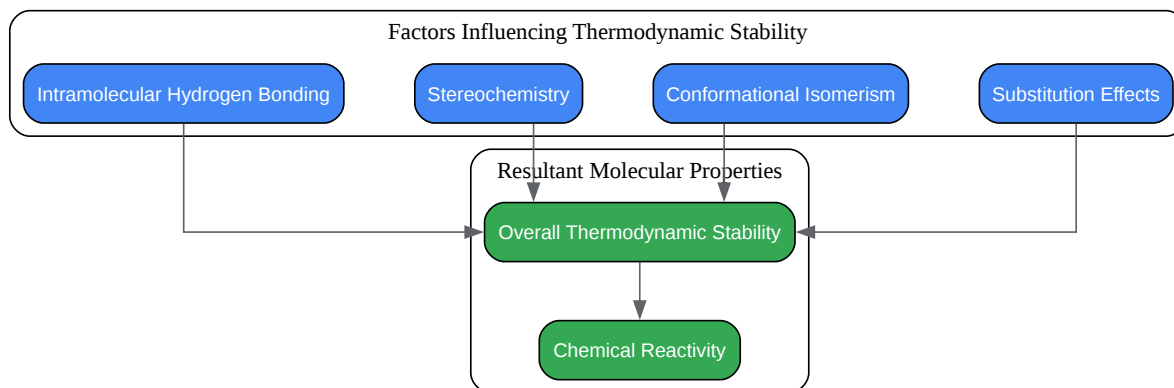 Factors Influencing Thermodynamic Stability
Intramolecular Hydrogen Bonding
Stereochemistry
Conformational Isomerism
Substitution Effects
Resultant Molecular Properties
Overall Thermodynamic Stability
Chemical Reactivity